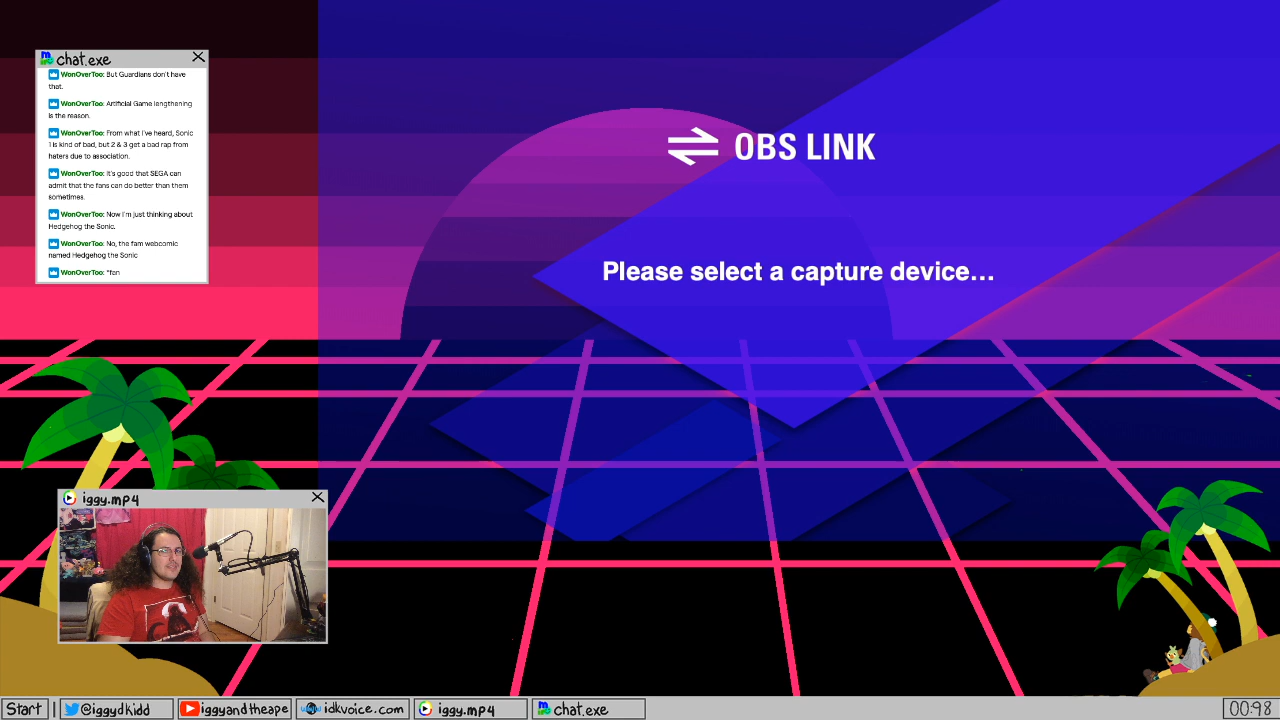 chat.exe
WonOverToo: But Guardians don't have
that.
WonOverToo: Artificial Game lengthening
is the reason.
WonOverToo: From what I've heard, Sonic
1 is kind of bad, but 2 & 3 get a bad rap from
haters due to association.
WonOverToo: It's good that SEGA can
admit that the fans can do better than them
sometimes.
WonOverToo: Now I'm just thinking about
Hedgehog the Sonic.
WonOverToo: No, the fam webcomic
named Hedgehog the Sonic
WonOverToo: *fan
OBS LINK
Please select a capture device...
iggy.mp4
Start | @iggydkidd iggyandtheape www idkvoice.com iggy.mp4 chat.exe 00:98